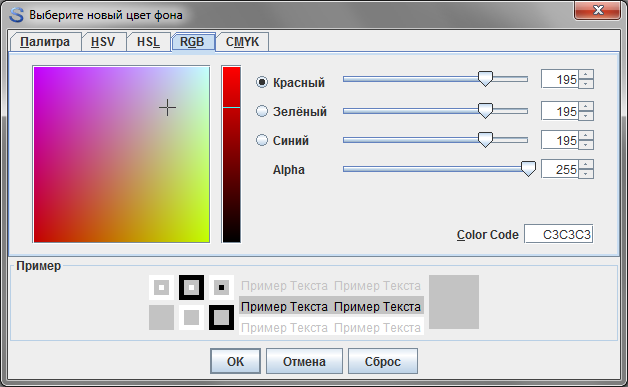 Выберите новый цвет фона
Палитра HSV HSL RGB CMYK
Красный 195
Зелёный 195
Синий 195
Alpha 255
Color Code C3C3C3
Пример
Пример Текста Пример Текста
Пример Текста Пример Текста
Пример Текста Пример Текста
OK Отмена Сброс